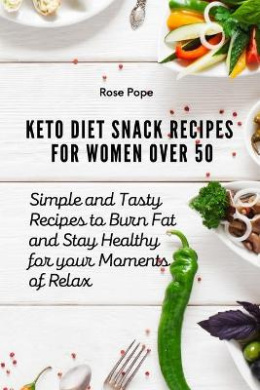 Rose Pope
KETO DIET SNACK RECIPES
FOR WOMEN OVER 50
Simple and Tasty
Recipes to Burn Fat
and Stay Healthy
for your Moments
of Relax